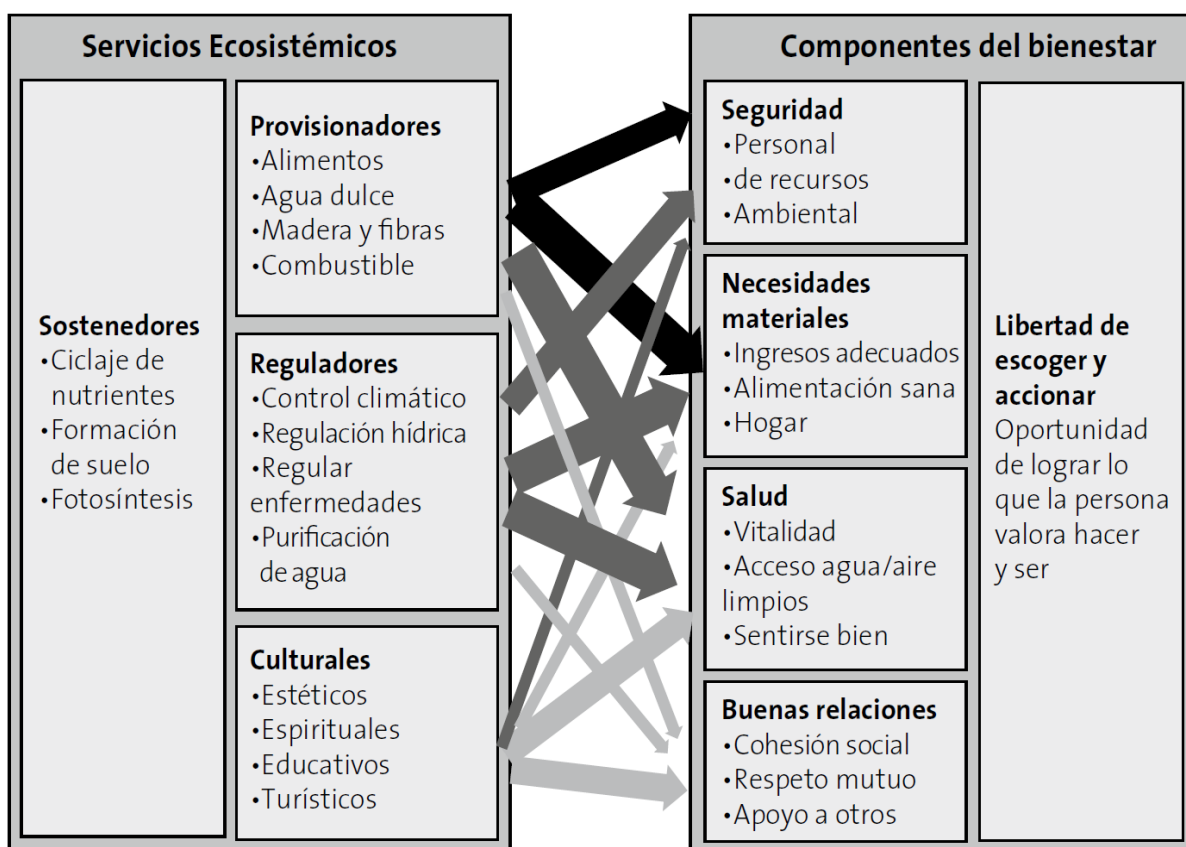 Servicios Ecosistémicos
Sostenedores
•Ciclaje de
nutrientes
•Formación
de suelo
•Fotosíntesis
Provisionadores
•Alimentos
•Agua dulce
•Madera y fibras
•Combustible
Reguladores
•Control climático
•Regulación hídrica
•Regular
enfermedades
•Purificación
de agua
Culturales
•Estéticos
•Espirituales
•Educativos
•Turísticos
Componentes del bienestar
Seguridad
•Personal
•de recursos
•Ambiental
Necesidades
materiales
•Ingresos adecuados
•Alimentación sana
•Hogar
Salud
•Vitalidad
•Acceso agua/aire
limpios
•Sentirse bien
Buenas relaciones
•Cohesión social
•Respeto mutuo
•Apoyo a otros
Libertad de
escoger y
accionar
Oportunidad
de lograr lo
que la persona
valora hacer
y ser